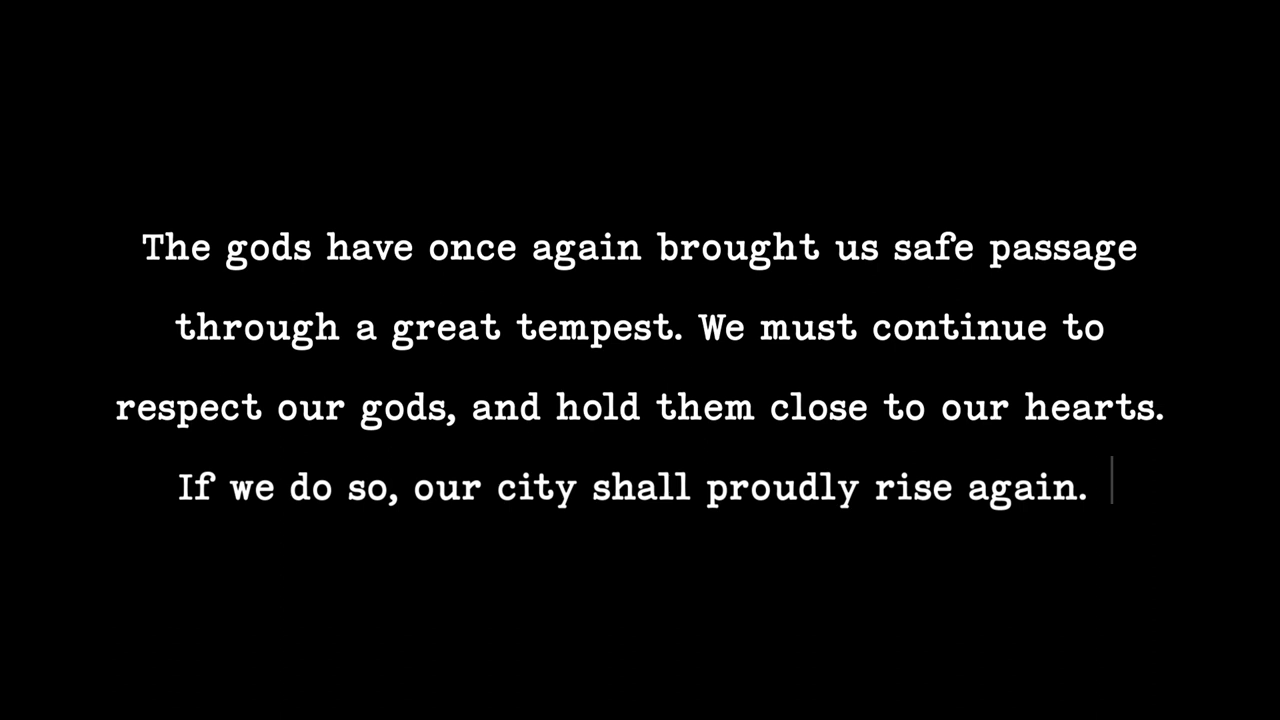 The gods have once again brought us safe passage
through a great tempest. We must continue to
respect our gods, and hold them close to our hearts.
If we do so, our city shall proudly rise again.